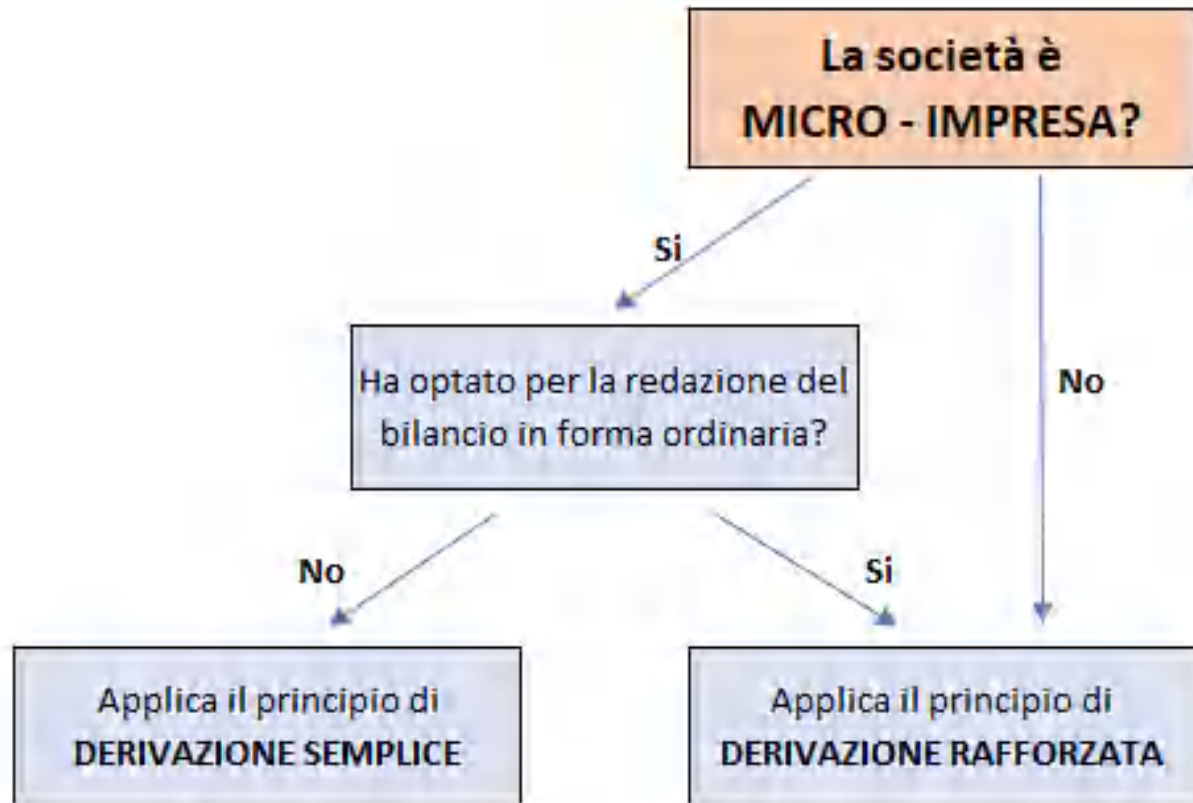 La società è
MICRO - IMPRESA?
Si
No
Ha optato per la redazione del
bilancio in forma ordinaria?
No
Si
Applica il principio di
DERIVAZIONE SEMPLICE
Applica il principio di
DERIVAZIONE RAFFORZATA